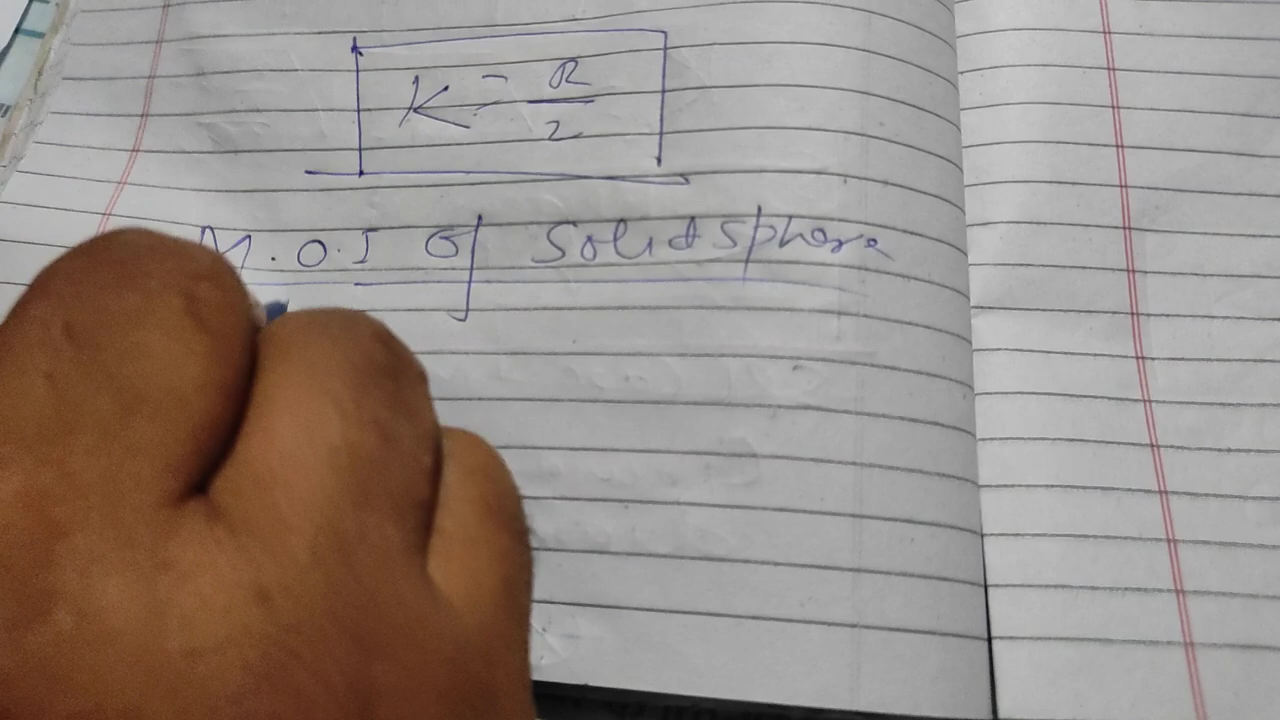 K = R/2
M.O.I of Solid Sphere